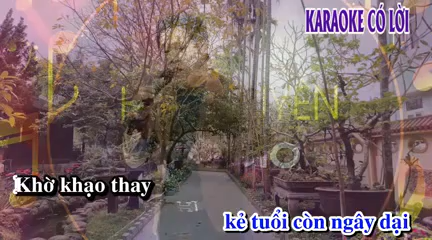 KARAOKE CÓ LỜI
Khờ khạo thay
kẻ tuổi còn ngây dại